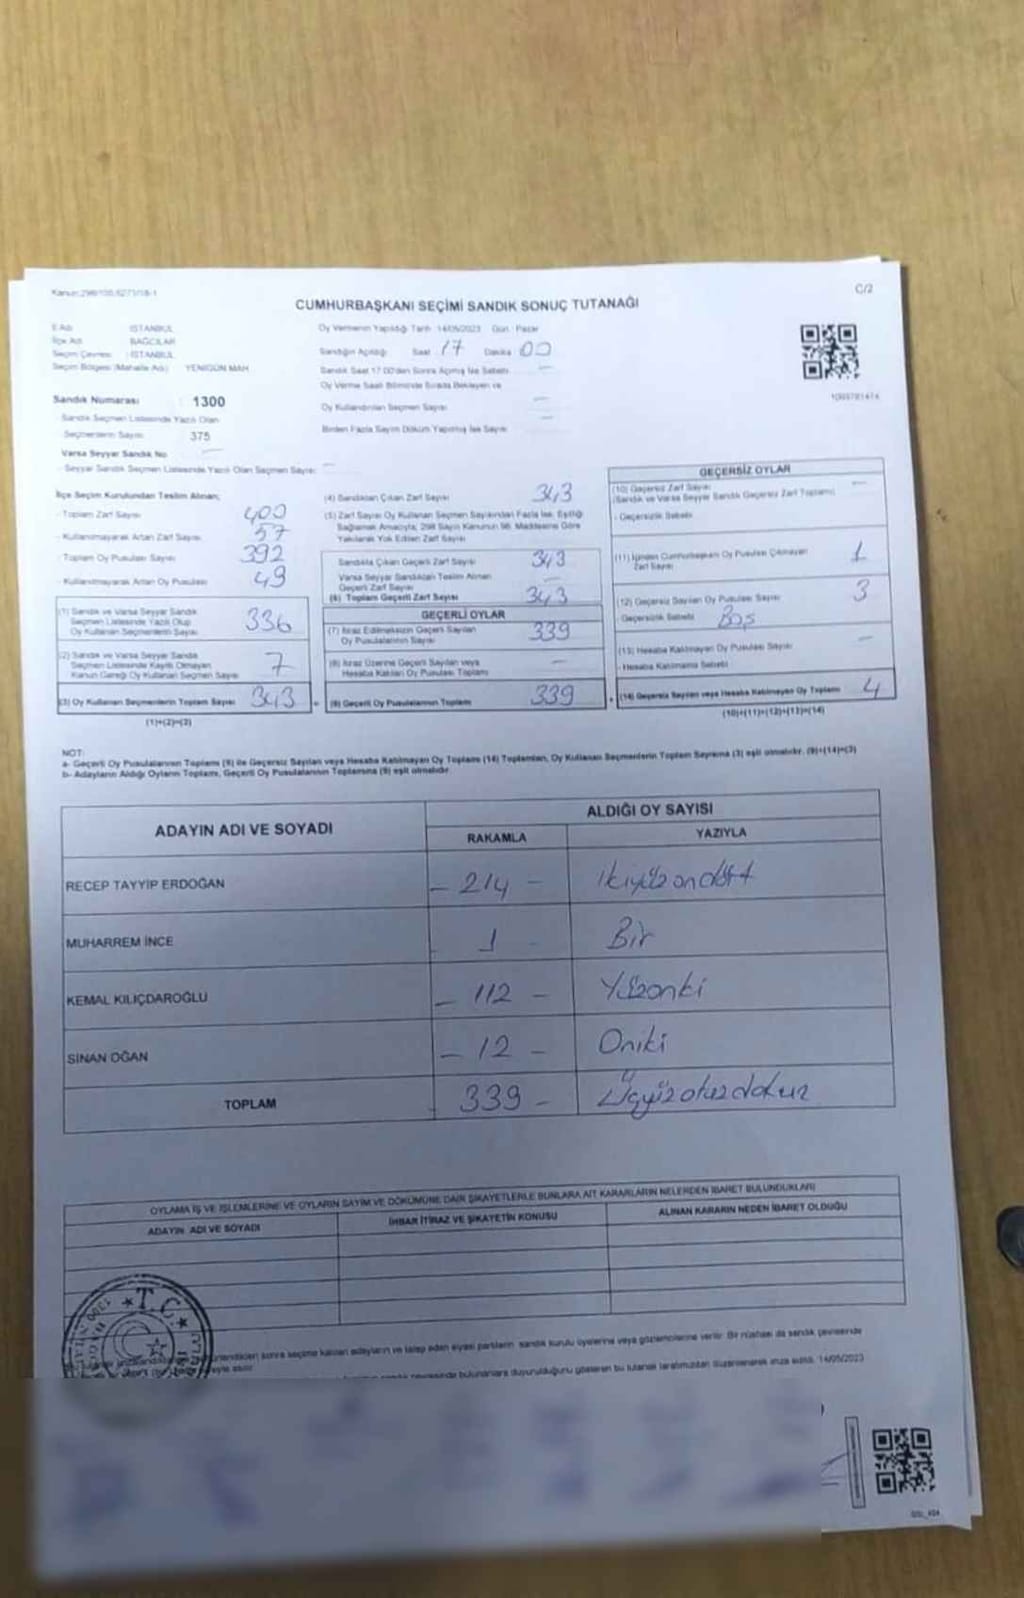 C/2
CUMHURBAŞKANI SEÇİMİ SANDIK SONUÇ TUTANAĞI
İl Adı : İSTANBUL
İlçe Adı : BAĞCILAR
Seçim Çevresi : İSTANBUL
Seçim Bölgesi (Mahalle Adı) YENİGÜN MAH
Sandık Numarası : 1300
Sandık Seçmen Listesinde Yazılı Olan
Seçmenlerin Sayısı 375
Varsa Seyyar Sandık No
- Seyyar Sandık Seçmen Listesinde Yazılı Olan Seçmen Sayısı
Oy Vermenin Yapıldığı Tarih 14/05/2023 Gün Pazar
Sandığın Açıldığı Saat 17 Dakika 00
Sandık Saat 17.00'den Sonra Açılmış İse Sebebi
Oy Verme Saati Bitiminde Sırada Bekleyen ve
Oy Kullandırılan Seçmen Sayısı
Birden Fazla Sayım Döküm Yapılmış İse Sayısı
İlçe Seçim Kurulundan Teslim Alınan;
- Toplam Zarf Sayısı 400
- Kullanılmayarak Artan Zarf Sayısı 57
- Toplam Oy Pusulası Sayısı 392
- Kullanılmayarak Artan Oy Pusulası 49
(1) Sandık ve Varsa Seyyar Sandık
Seçmen Listesinde Yazılı Olup
Oy Kullanan Seçmenlerin Sayısı 336
(2) Sandık ve Varsa Seyyar Sandık
Seçmen Listesinde Kayıtlı Olmayan
Kanun Gereği Oy Kullanan Seçmen Sayısı 7
(3) Oy Kullanan Seçmenlerin Toplam Sayısı 343
(1)+(2)=(3)
(4) Sandıktan Çıkan Zarf Sayısı 343
(5) Zarf Sayısı Oy Kullanan Seçmen Sayısından Fazla İse, Eşitliği
Sağlamak Amacıyla, 298 Sayılı Kanunun 98. Maddesine Göre
Yakılarak Yok Edilen Zarf Sayısı
Sandıkta Çıkan Geçerli Zarf Sayısı 343
Varsa Seyyar Sandıktan Teslim Alınan
Geçerli Zarf Sayısı
(6) Toplam Geçerli Zarf Sayısı 343
GEÇERLİ OYLAR
(7) İtiraz Edilmeksizin Geçerli Sayılan
Oy Pusulalarının Sayısı 339
(8) İtiraz Üzerine Geçerli Sayılan veya
Hesaba Katılan Oy Pusulası Toplamı
(9) Geçerli Oy Pusulalarının Toplamı 339
GEÇERSİZ OYLAR
(10) Geçersiz Zarf Sayısı
(Sandık ve Varsa Seyyar Sandık Geçersiz Zarf Toplamı)
- Geçersizlik Sebebi
(11) İçinden Cumhurbaşkanı Oy Pusulası Çıkmayan
Zarf Sayısı 1
(12) Geçersiz Sayılan Oy Pusulası Sayısı 3
Geçersizlik Sebebi Boş
(13) Hesaba Katılmayan Oy Pusulası Sayısı
- Hesaba Katılmama Sebebi
(14) Geçersiz Sayılan veya Hesaba Katılmayan Oy Toplamı 4
(10)+(11)+(12)+(13)=(14)
NOT:
a- Geçerli Oy Pusulalarının Toplamı (9) ile Geçersiz Sayılan veya Hesaba Katılmayan Oy Toplamı (14) Toplamları, Oy Kullanan Seçmenlerin Toplam Sayısına (3) eşit olmalıdır. (9)+(14)=(3)
b- Adayların Aldığı Oyların Toplamı, Geçerli Oy Pusulalarının Toplamına (9) eşit olmalıdır.
ADAYIN ADI VE SOYADI
ALDIĞI OY SAYISI
RAKAMLA YAZIYLA
RECEP TAYYİP ERDOĞAN - 214 - İkiyüzondört
MUHARREM İNCE 1 - Bir
KEMAL KILIÇDAROĞLU - 112 - Yüzoniki
SİNAN OĞAN - 12 - Oniki
TOPLAM 339 - Üçyüzotuzdokuz
OYLAMA İŞ VE İŞLEMLERİNE VE OYLARIN SAYIM VE DÖKÜMÜNE DAİR ŞİKAYETLERLE BUNLARA AİT KARARLARIN NELERDEN İBARET BULUNDUKLARI
ADAYIN ADI VE SOYADI İHBAR İTİRAZ VE ŞİKAYETİN KONUSU ALINAN KARARIN NEDEN İBARET OLDUĞU
T.C.
sonra seçime katılan adayların ve talep eden siyasi partilerin sandık kurulu üyelerine veya gözlemcilerine verilir. Bir nüshası da sandık çevresinde
bulunanlara duyurulduğunu gösteren bu tutanak tarafımızdan düzenlenerek imza edildi. 14/05/2023